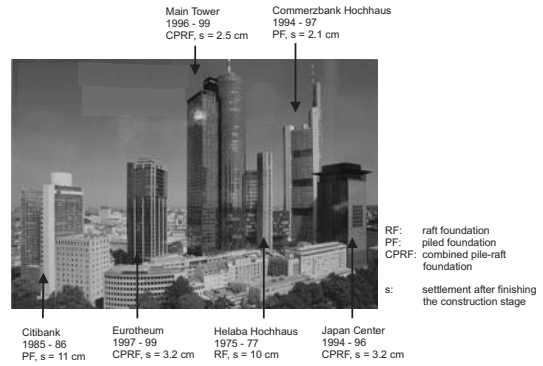 Main Tower
1996 - 99
CPRF, s = 2.5 cm
Commerzbank Hochhaus
1994 - 97
PF, s = 2.1 cm
RF: raft foundation
PF: piled foundation
CPRF: combined pile-raft
foundation
s: settlement after finishing
the construction stage
Citibank
1985 - 86
PF, s = 11 cm
Eurotheum
1997 - 99
CPRF, s = 3.2 cm
Helaba Hochhaus
1975 - 77
RF, s = 10 cm
Japan Center
1994 - 96
CPRF, s = 3.2 cm